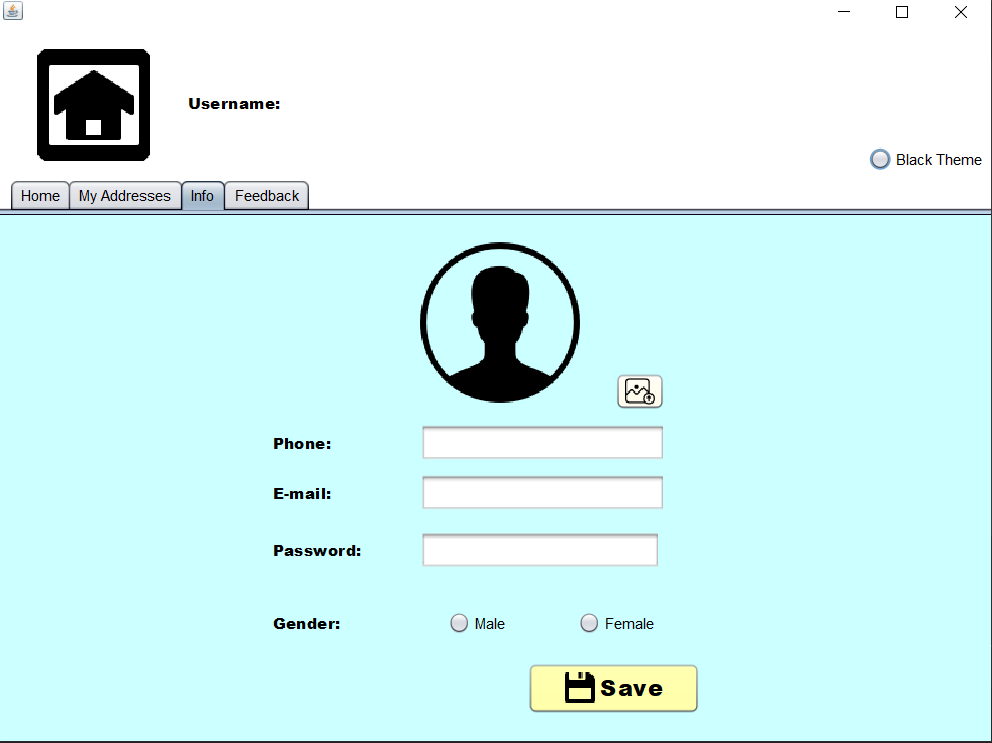 Username:
Black Theme
Home My Addresses Info Feedback
Phone:
E-mail:
Password:
Gender: Male Female
Save